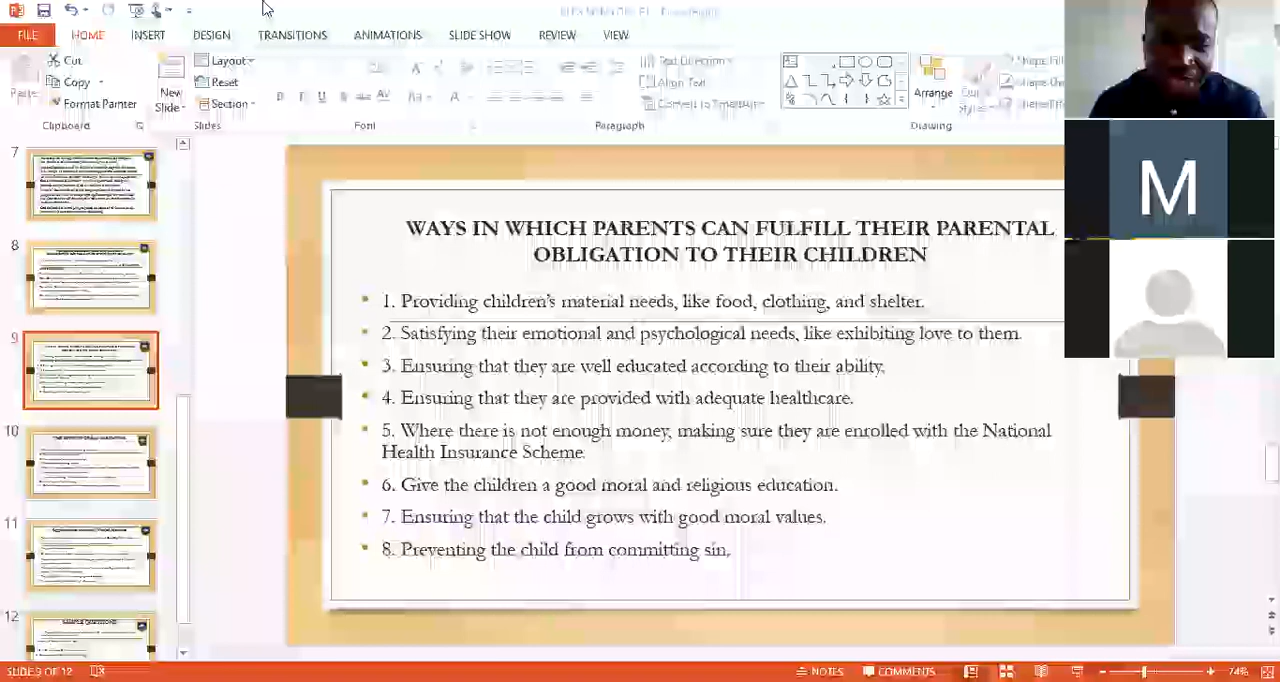 FILE HOME INSERT DESIGN TRANSITIONS ANIMATIONS SLIDE SHOW REVIEW VIEW
Cut
Copy
Format Painter
Clipboard
New
Slide
Layout
Reset
Section
Slides
Font
Text Direction
Align Text
Convert to SmartArt
Paragraph
Arrange
Drawing
7
8
9
10
11
12
M
WAYS IN WHICH PARENTS CAN FULFILL THEIR PARENTAL
OBLIGATION TO THEIR CHILDREN
1. Providing children's material needs, like food, clothing, and shelter.
2. Satisfying their emotional and psychological needs, like exhibiting love to them.
3. Ensuring that they are well educated according to their ability.
4. Ensuring that they are provided with adequate healthcare.
5. Where there is not enough money, making sure they are enrolled with the National
Health Insurance Scheme.
6. Give the children a good moral and religious education.
7. Ensuring that the child grows with good moral values.
8. Preventing the child from committing sin.
SLIDE 9 OF 12 NOTES COMMENTS 74%